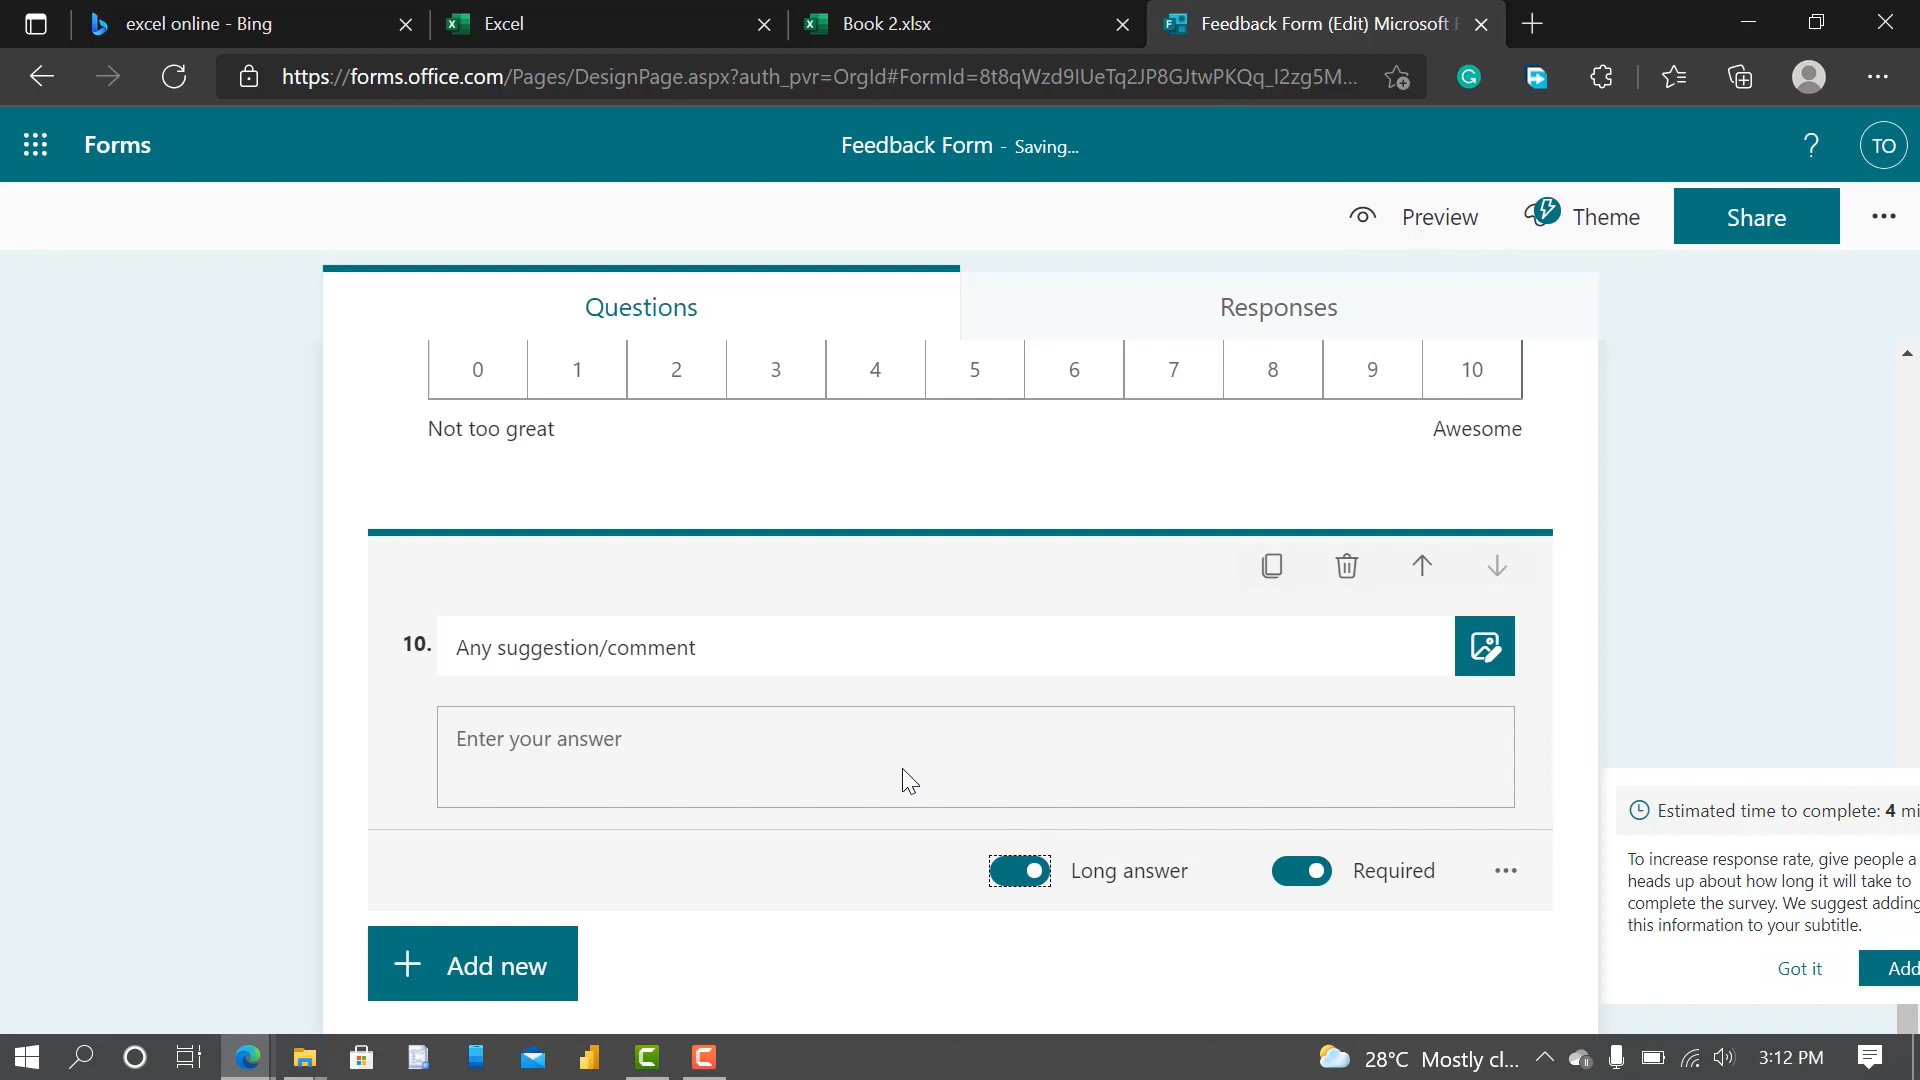 excel online - Bing
Excel
Book 2.xlsx
Feedback Form (Edit) Microsoft F
https://forms.office.com/Pages/DesignPage.aspx?auth_pvr=OrgId#FormId=8t8qWzd9IUeTq2JP8GJtwPKQq_I2zg5M...
Forms
Feedback Form - Saving...
?
TO
Preview
Theme
Share
Questions
Responses
0 1 2 3 4 5 6 7 8 9 10
Not too great
Awesome
10. Any suggestion/comment
Enter your answer
Long answer
Required
Add new
Estimated time to complete: 4 mi
To increase response rate, give people a
heads up about how long it will take to
complete the survey. We suggest adding
this information to your subtitle.
Got it
Add
28°C Mostly cl...
3:12 PM